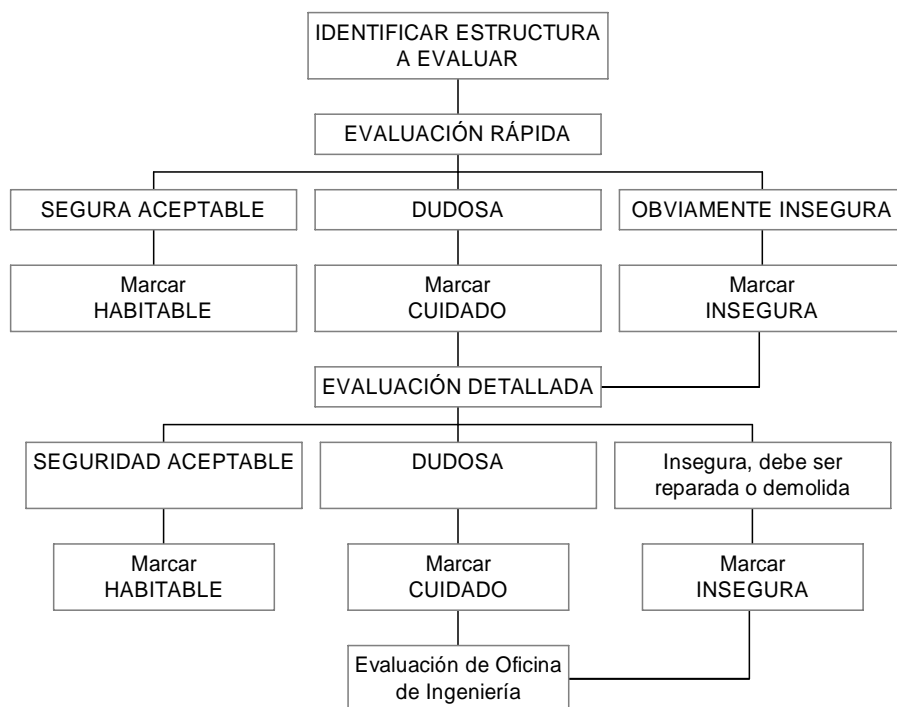 IDENTIFICAR ESTRUCTURA
A EVALUAR
EVALUACIÓN RÁPIDA
SEGURA ACEPTABLE
DUDOSA
OBVIAMENTE INSEGURA
Marcar
HABITABLE
Marcar
CUIDADO
Marcar
INSEGURA
EVALUACIÓN DETALLADA
SEGURIDAD ACEPTABLE
DUDOSA
Insegura, debe ser
reparada o demolida
Marcar
HABITABLE
Marcar
CUIDADO
Marcar
INSEGURA
Evaluación de Oficina
de Ingeniería